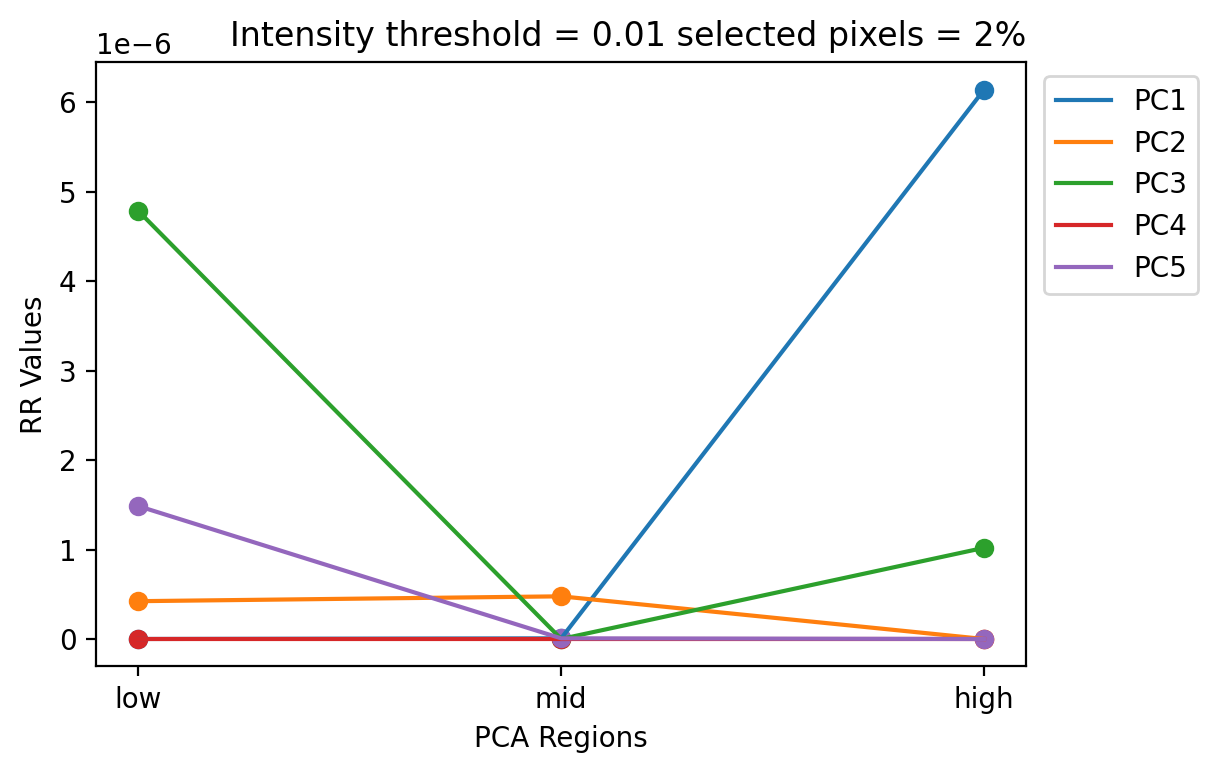 Intensity threshold = 0.01 selected pixels = 2%
1e−6
6
5
4
3
2
1
0
RR Values
low
mid
high
PCA Regions
PC1
PC2
PC3
PC4
PC5